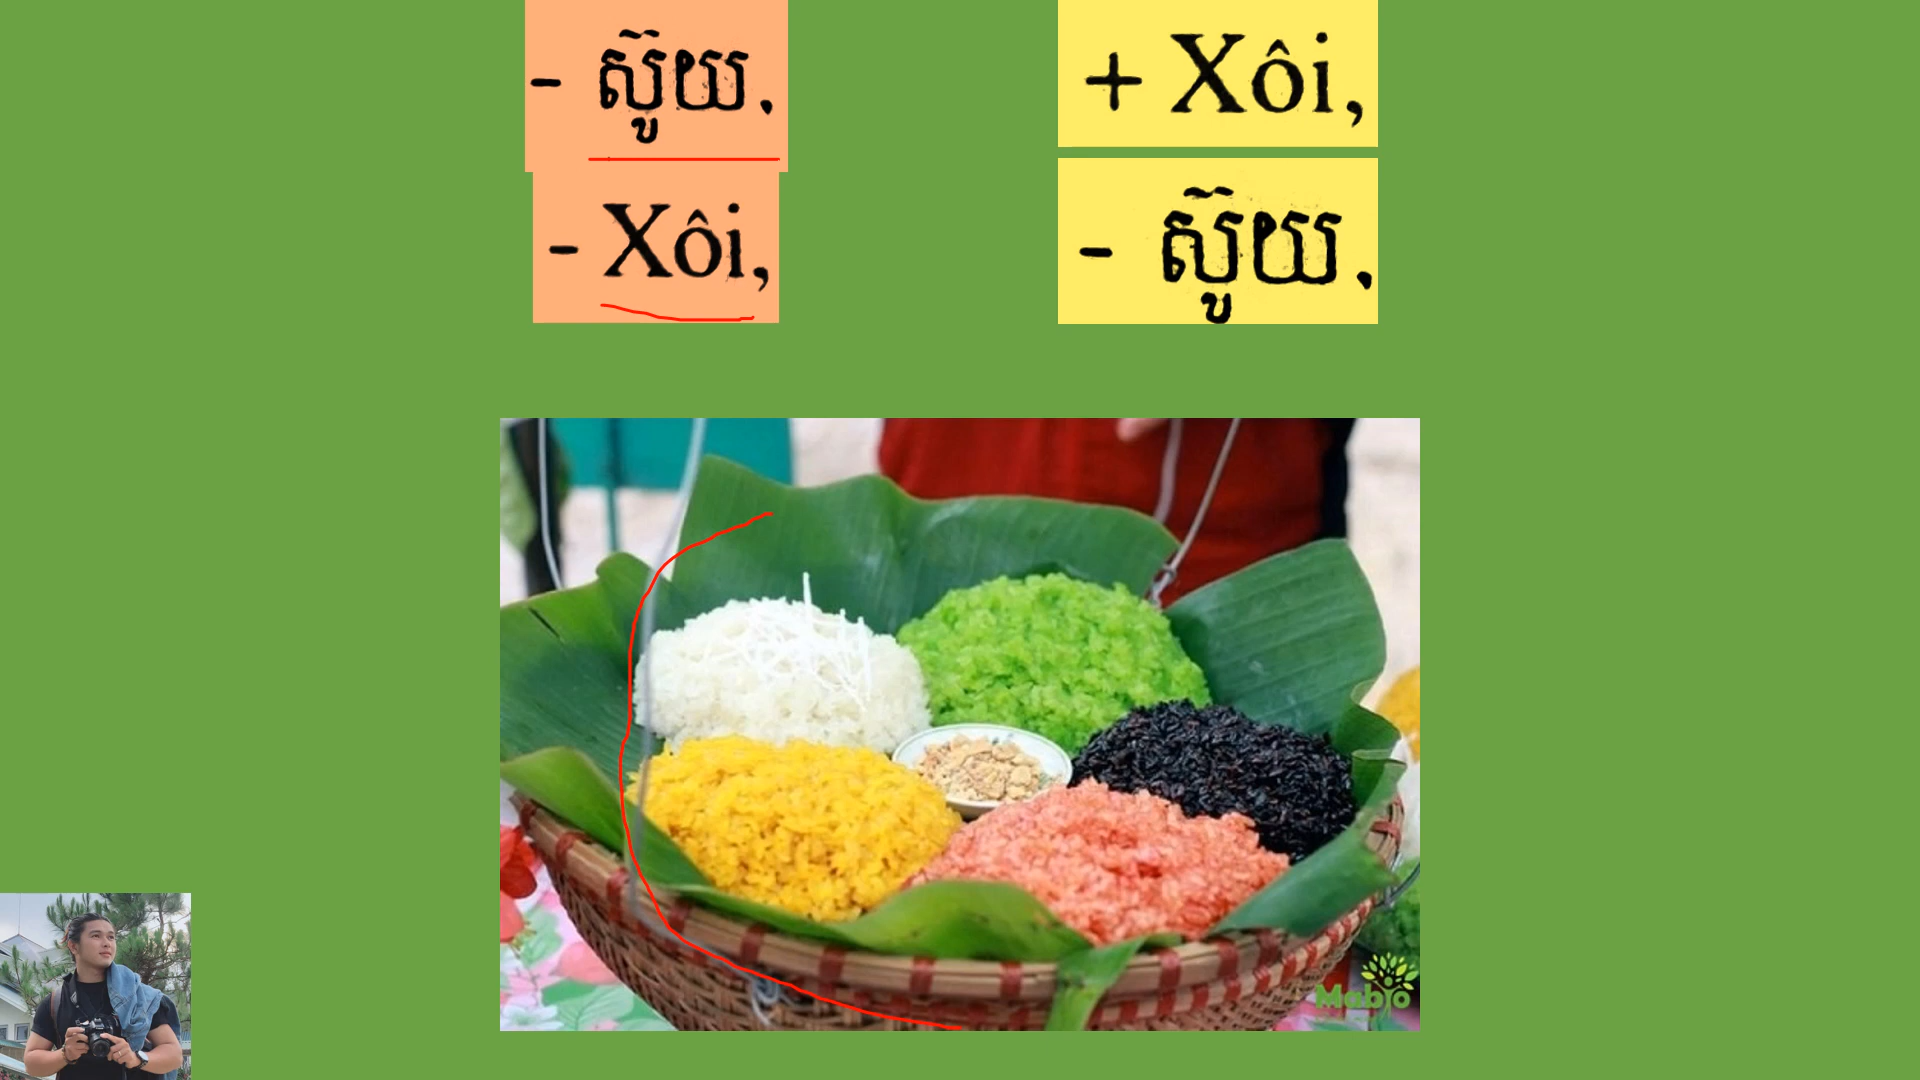 - ស៊ូយ.
- Xôi,
+ Xôi,
- ស៊ូយ.
Mabio